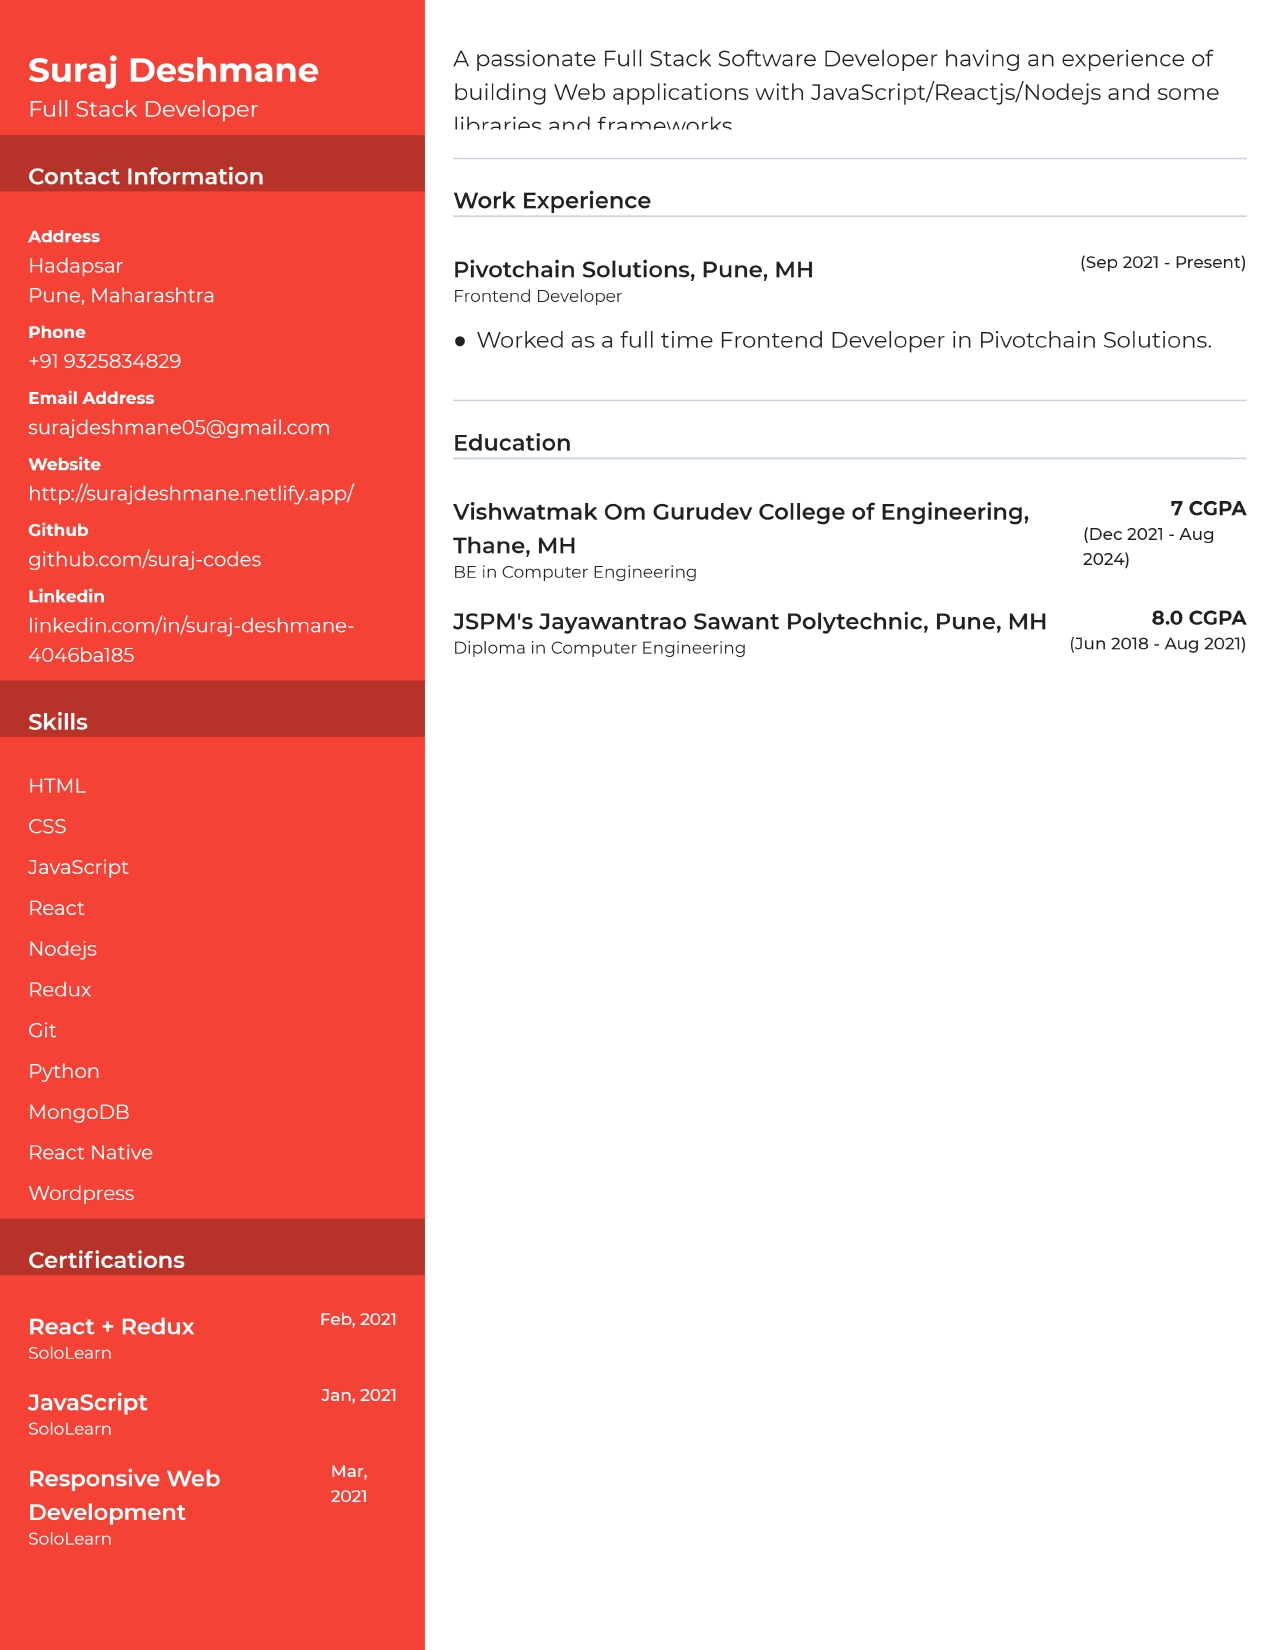 Suraj Deshmane
Full Stack Developer
Contact Information
Address
Hadapsar
Pune, Maharashtra
Phone
+91 9325834829
Email Address
surajdeshmane05@gmail.com
Website
http://surajdeshmane.netlify.app/
Github
github.com/suraj-codes
Linkedin
linkedin.com/in/suraj-deshmane-
4046ba185
Skills
HTML
CSS
JavaScript
React
Nodejs
Redux
Git
Python
MongoDB
React Native
Wordpress
Certifications
React + Redux Feb, 2021
SoloLearn
JavaScript Jan, 2021
SoloLearn
Responsive Web Mar,
Development 2021
SoloLearn
A passionate Full Stack Software Developer having an experience of
building Web applications with JavaScript/Reactjs/Nodejs and some
libraries and frameworks
Work Experience
Pivotchain Solutions, Pune, MH (Sep 2021 - Present)
Frontend Developer
● Worked as a full time Frontend Developer in Pivotchain Solutions.
Education
Vishwatmak Om Gurudev College of Engineering, 7 CGPA
Thane, MH (Dec 2021 - Aug
BE in Computer Engineering 2024)
JSPM's Jayawantrao Sawant Polytechnic, Pune, MH 8.0 CGPA
Diploma in Computer Engineering (Jun 2018 - Aug 2021)